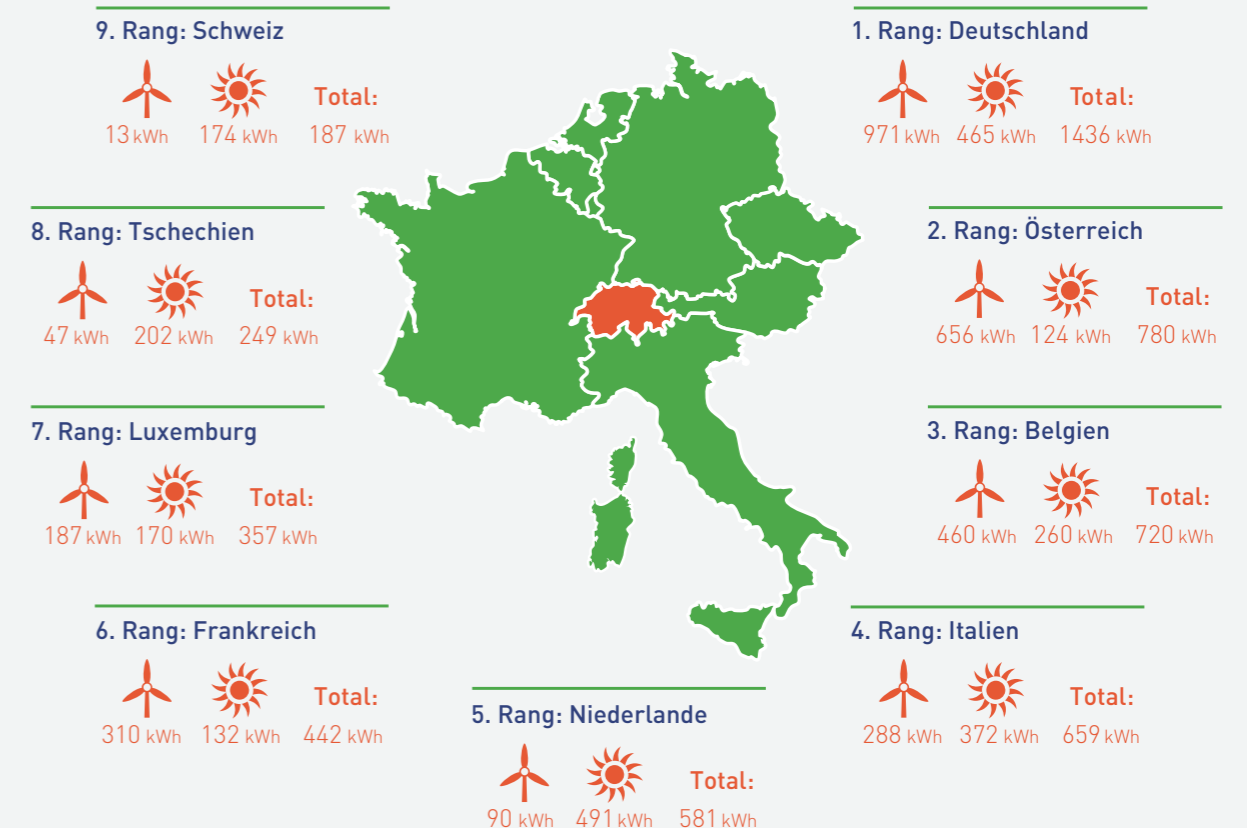 9. Rang: Schweiz
Total:
13 kWh 174 kWh 187 kWh
1. Rang: Deutschland
Total:
971 kWh 465 kWh 1436 kWh
8. Rang: Tschechien
Total:
47 kWh 202 kWh 249 kWh
2. Rang: Österreich
Total:
656 kWh 124 kWh 780 kWh
7. Rang: Luxemburg
Total:
187 kWh 170 kWh 357 kWh
3. Rang: Belgien
Total:
460 kWh 260 kWh 720 kWh
6. Rang: Frankreich
Total:
310 kWh 132 kWh 442 kWh
4. Rang: Italien
Total:
288 kWh 372 kWh 659 kWh
5. Rang: Niederlande
Total:
90 kWh 491 kWh 581 kWh